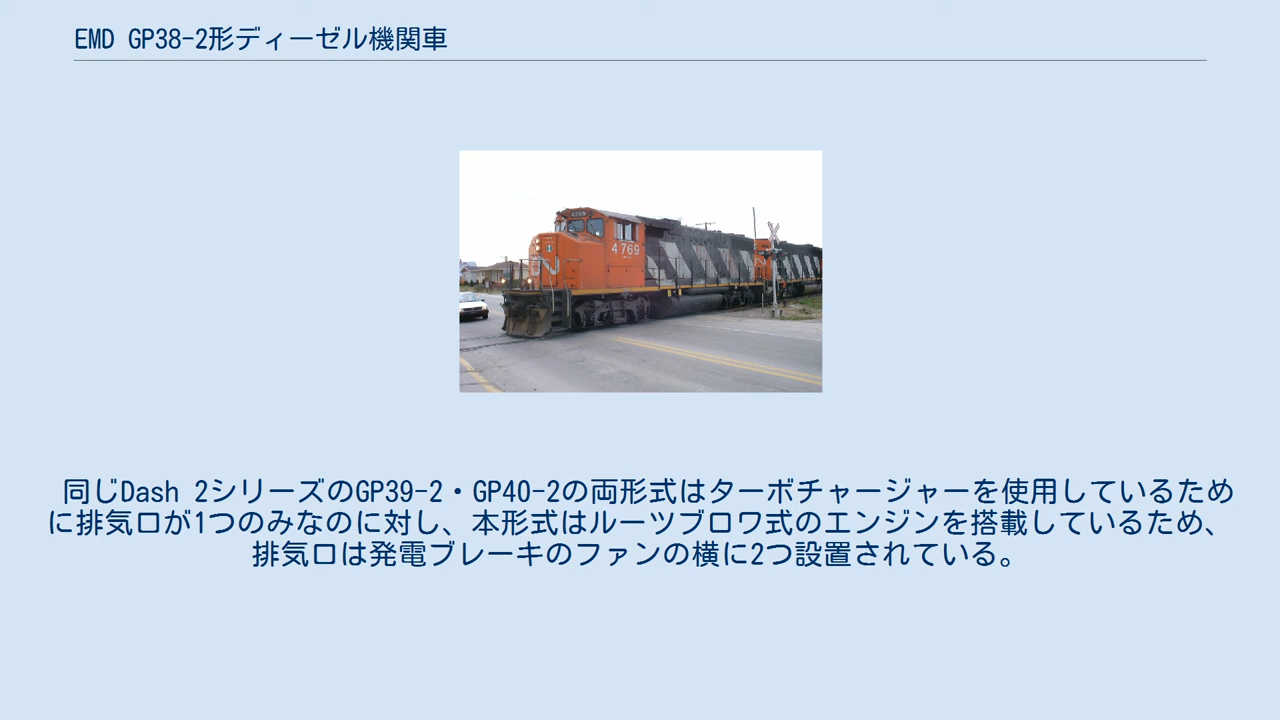 EMD GP38-2形ディーゼル機関車
4769
CN
4769
同じDash 2シリーズのGP39-2・GP40-2の両形式はターボチャージャーを使用しているため
に排気口が1つのみなのに対し、本形式はルーツブロワ式のエンジンを搭載しているため、
排気口は発電ブレーキのファンの横に2つ設置されている。